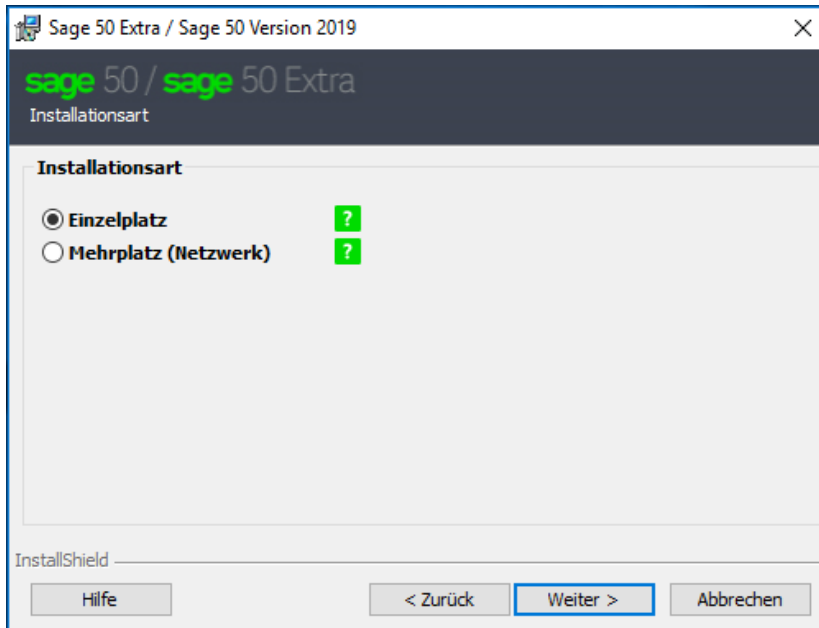 Sage 50 Extra / Sage 50 Version 2019
sage 50 / sage 50 Extra
Installationsart
Installationsart
Einzelplatz ?
Mehrplatz (Netzwerk) ?
InstallShield
Hilfe < Zurück Weiter > Abbrechen